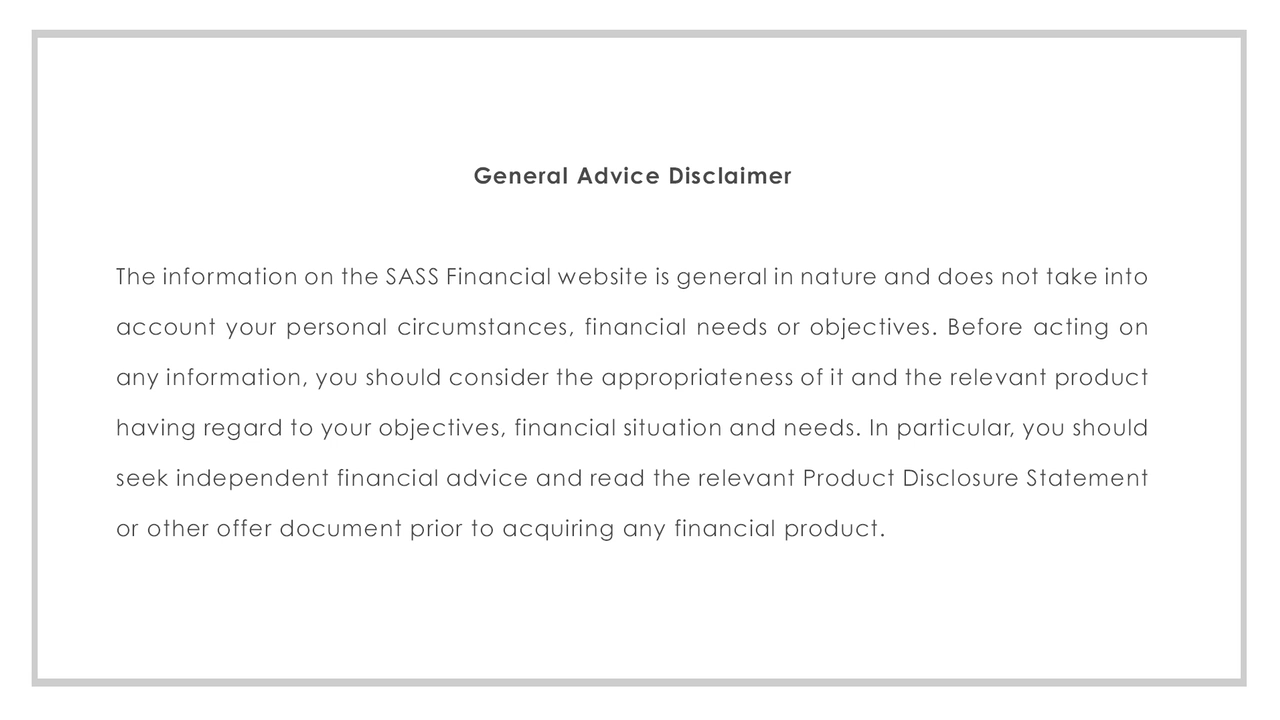 General Advice Disclaimer
The information on the SASS Financial website is general in nature and does not take into
account your personal circumstances, financial needs or objectives. Before acting on
any information, you should consider the appropriateness of it and the relevant product
having regard to your objectives, financial situation and needs. In particular, you should
seek independent financial advice and read the relevant Product Disclosure Statement
or other offer document prior to acquiring any financial product.